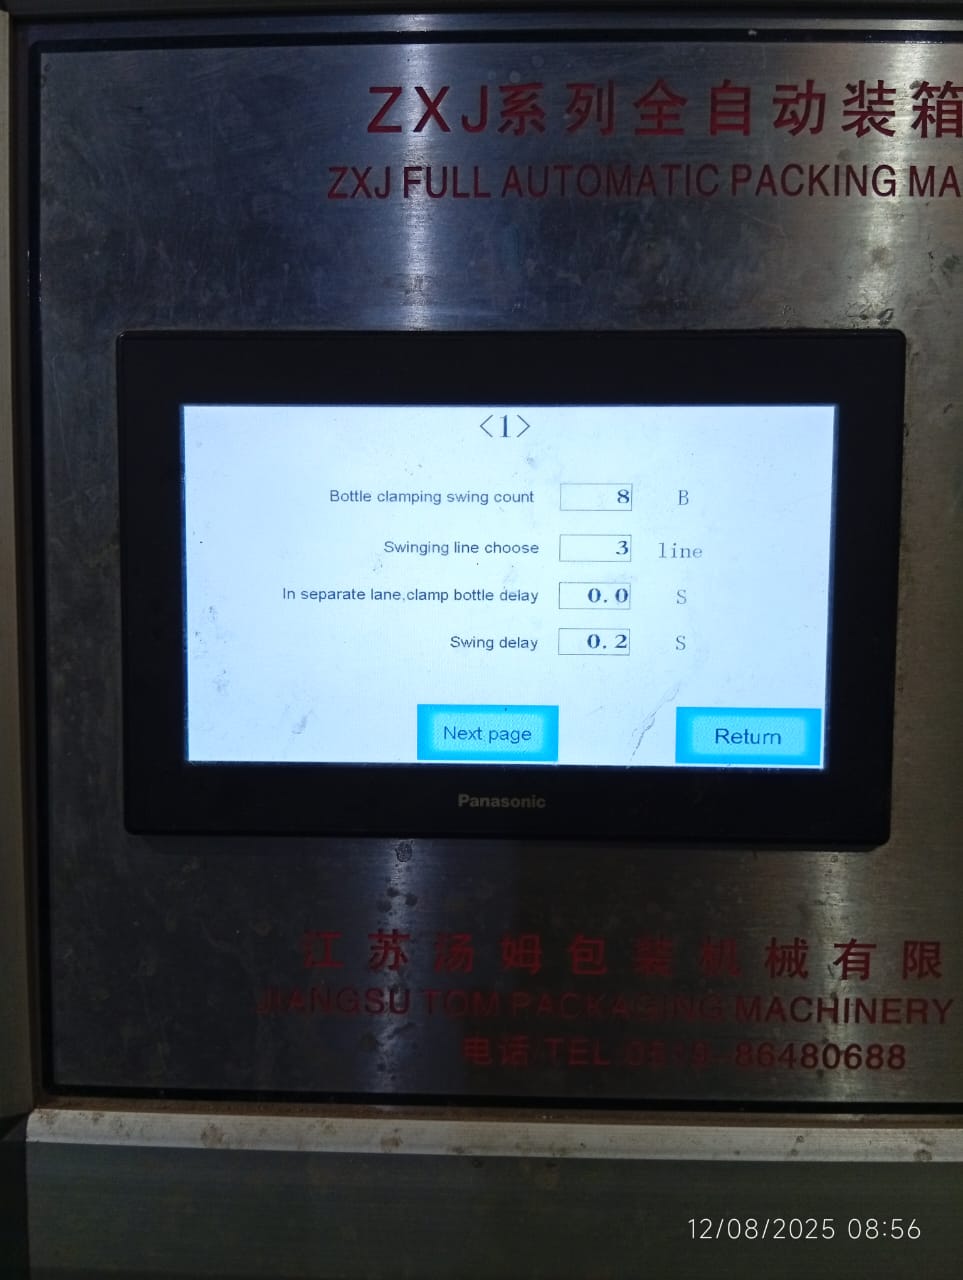 ZXJ系列全自动装箱
ZXJ FULL AUTOMATIC PACKING MA
<1>
Bottle clamping swing count 8 B
Swinging line choose 3 line
In separate lane,clamp bottle delay 0.0 S
Swing delay 0.2 S
Next page Return
Panasonic
江苏汤姆包装机械有限
JIANGSU TOM PACKAGING MACHINERY
电话/TEL:0519-86480688
12/08/2025 08:56